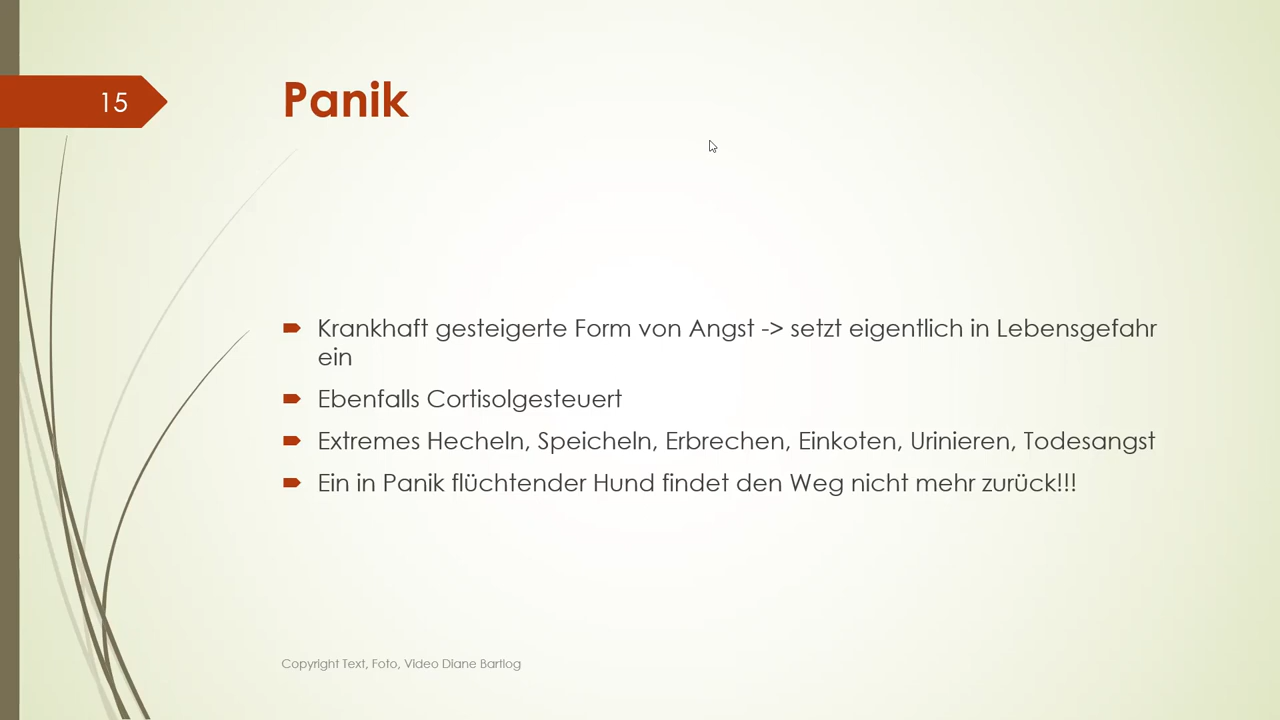 15
Panik
Krankhaft gesteigerte Form von Angst -> setzt eigentlich in Lebensgefahr
ein
Ebenfalls Cortisolgesteuert
Extremes Hecheln, Speicheln, Erbrechen, Einkoten, Urinieren, Todesangst
Ein in Panik flüchtender Hund findet den Weg nicht mehr zurück!!!
Copyright Text, Foto, Video Diane Bartlog